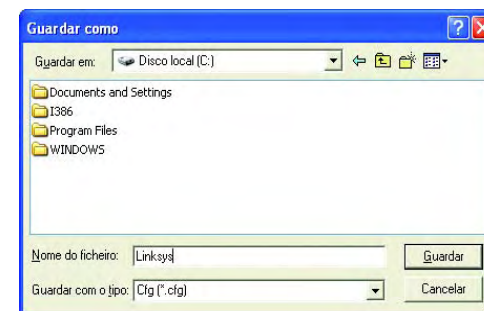 Guardar como
Guardar em: Disco local (C:)
Documents and Settings
I386
Program Files
WINDOWS
Nome do ficheiro: Linksys Guardar
Guardar com o tipo: Cfg (*.cfg) Cancelar